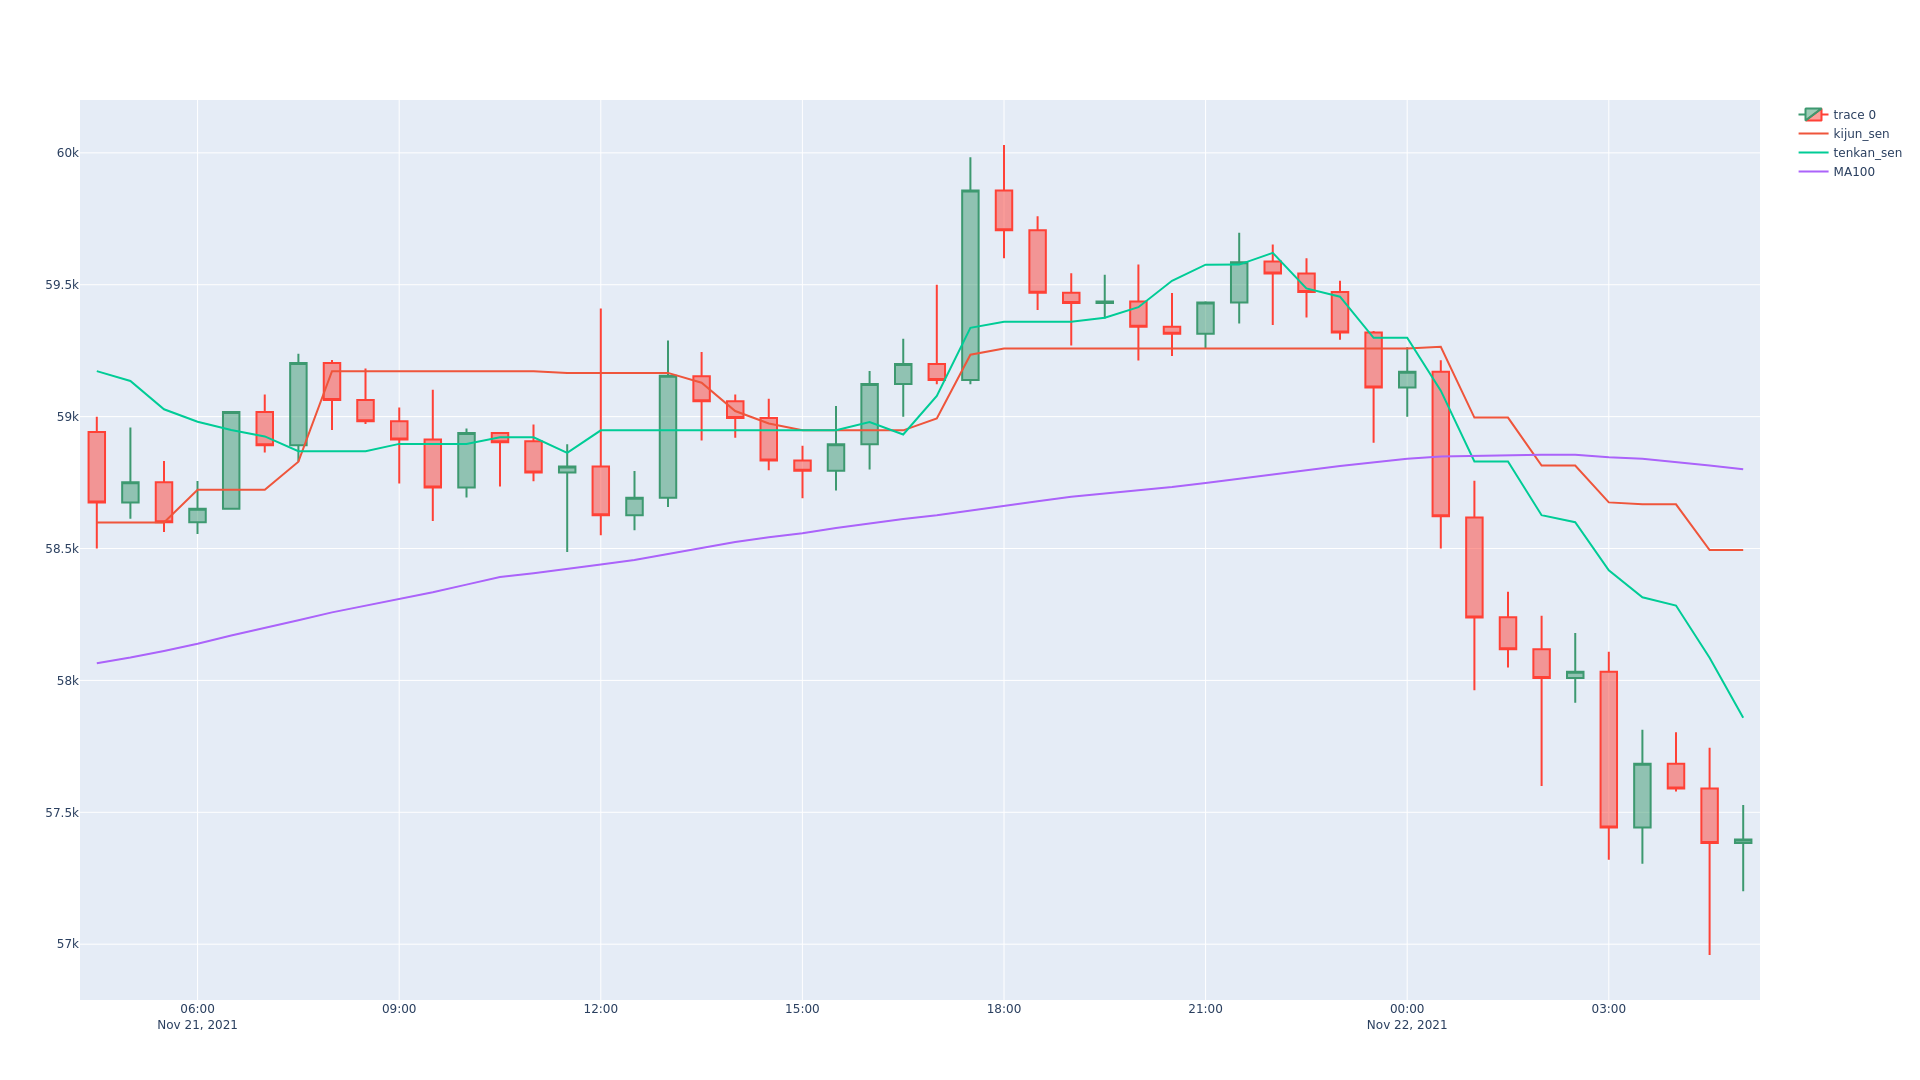 trace 0
kijun_sen
tenkan_sen
MA100
60k
59.5k
59k
58.5k
58k
57.5k
57k
06:00 09:00 12:00 15:00 18:00 21:00 00:00 03:00
Nov 21, 2021 Nov 22, 2021